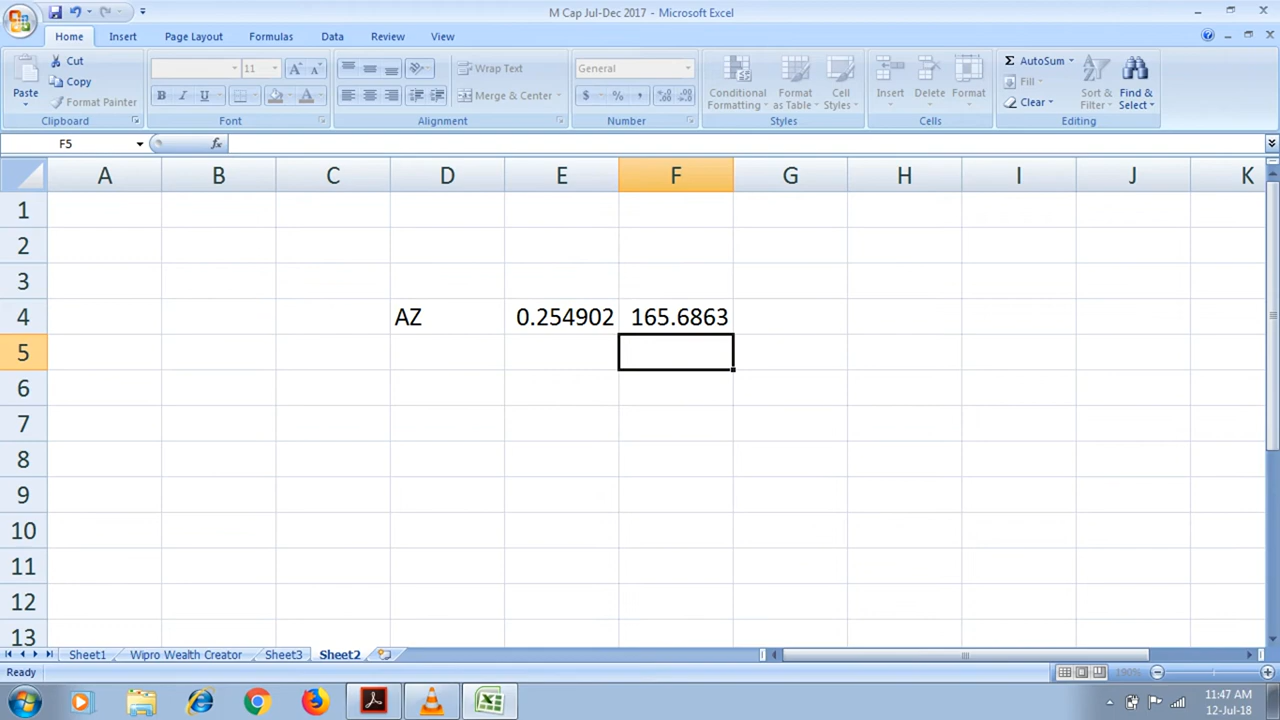 M Cap Jul-Dec 2017 - Microsoft Excel
Home Insert Page Layout Formulas Data Review View
Cut
Copy
Format Painter
Paste
Clipboard
11
B I U
Font
Wrap Text
Merge & Center
Alignment
General
$ % ,
Number
Conditional Formatting
Format as Table
Cell Styles
Styles
Insert Delete Format
Cells
Σ AutoSum
Fill
Clear
Sort & Filter
Find & Select
Editing
F5 fx
A B C D E F G H I J K
1
2
3
4 AZ 0.254902 165.6863
5
6
7
8
9
10
11
12
13
Sheet1 Wipro Wealth Creator Sheet3 Sheet2
Ready 190%
11:47 AM
12-Jul-18